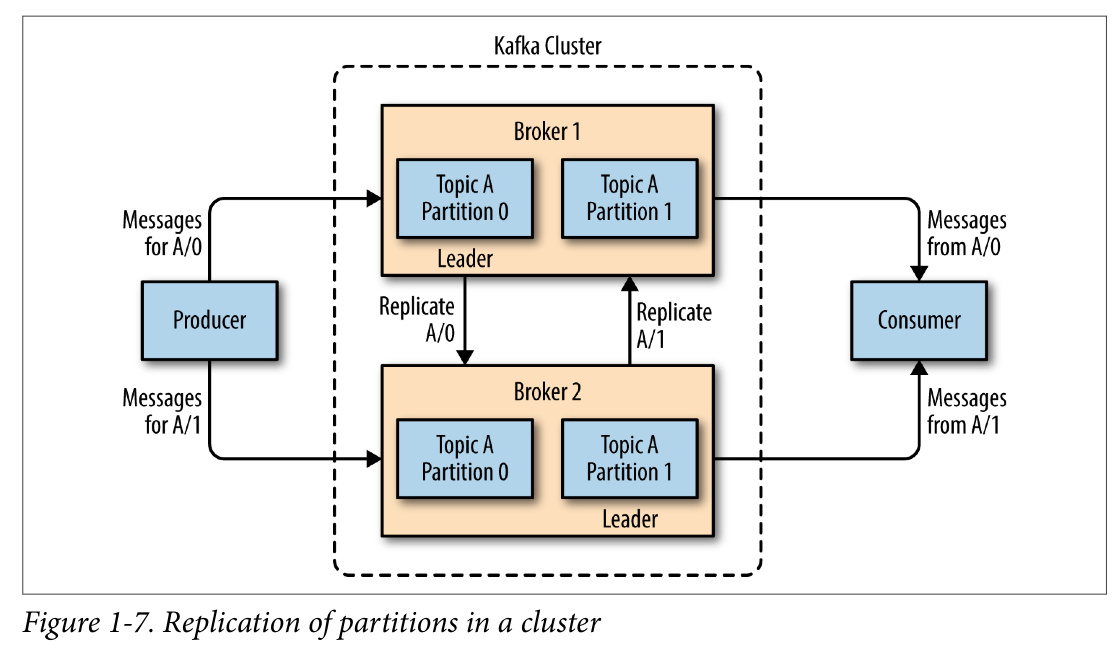 Kafka Cluster
Broker 1
Topic A
Partition 0
Topic A
Partition 1
Leader
Messages
for A/0
Messages
from A/0
Producer
Replicate
A/0
Replicate
A/1
Consumer
Messages
for A/1
Messages
from A/1
Broker 2
Topic A
Partition 0
Topic A
Partition 1
Leader
Figure 1-7. Replication of partitions in a cluster